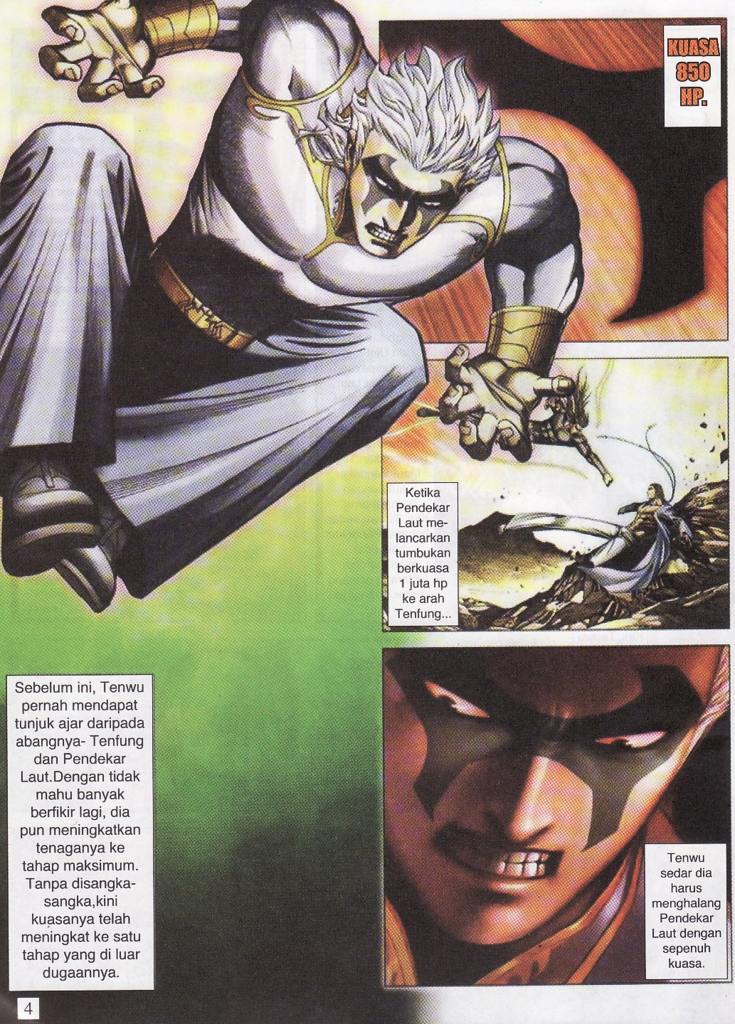 KUASA
850
HP.
Ketika
Pendekar
Laut me-
lancarkan
tumbukan
berkuasa
1 juta hp
ke arah
Tenfung...
Sebelum ini, Tenwu
pernah mendapat
tunjuk ajar daripada
abangnya- Tenfung
dan Pendekar
Laut.Dengan tidak
mahu banyak
berfikir lagi, dia
pun meningkatkan
tenaganya ke
tahap maksimum.
Tanpa disangka-
sangka,kini
kuasanya telah
meningkat ke satu
tahap yang di luar
dugaannya.
Tenwu
sedar dia
harus
menghalang
Pendekar
Laut dengan
sepenuh
kuasa.
4